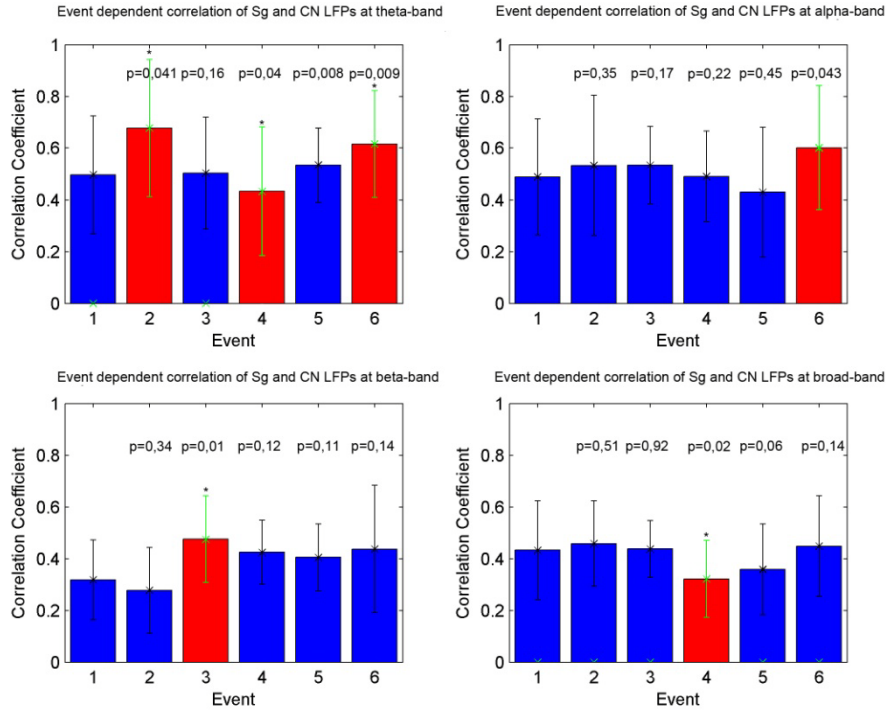 Event dependent correlation of Sg and CN LFPs at theta-band
Correlation Coefficient
1
0.8
0.6
0.4
0.2
0
* p=0,041 p=0,16 p=0,04 p=0,008 p=0,009
* *
1 2 3 4 5 6
Event
Event dependent correlation of Sg and CN LFPs at alpha-band
Correlation Coefficient
1
0.8
0.6
0.4
0.2
0
p=0,35 p=0,17 p=0,22 p=0,45 p=0,043
1 2 3 4 5 6
Event
Event dependent correlation of Sg and CN LFPs at beta-band
Correlation Coefficient
1
0.8
0.6
0.4
0.2
0
p=0,34 p=0,01 p=0,12 p=0,11 p=0,14
*
1 2 3 4 5 6
Event
Event dependent correlation of Sg and CN LFPs at broad-band
Correlation Coefficient
1
0.8
0.6
0.4
0.2
0
p=0,51 p=0,92 p=0,02 p=0,06 p=0,14
*
1 2 3 4 5 6
Event